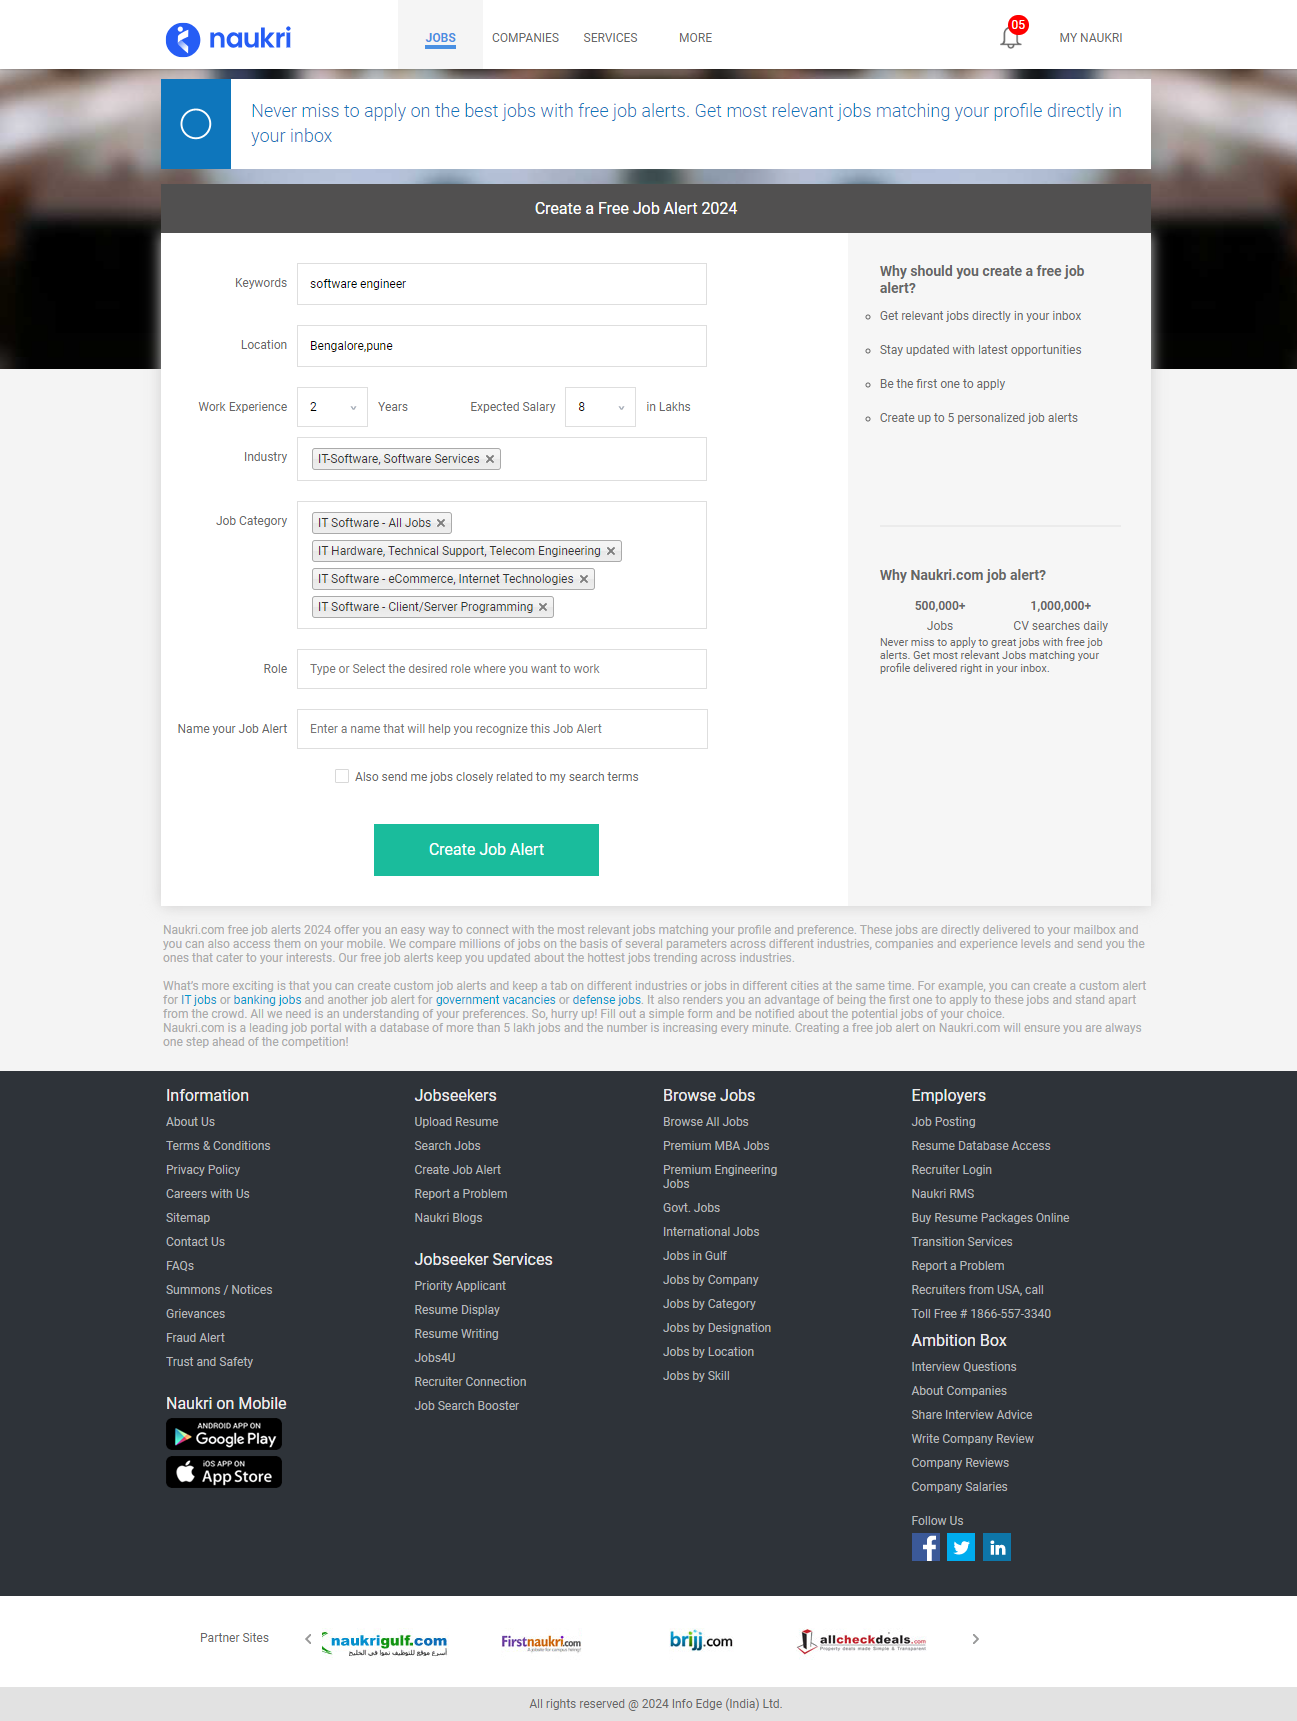 naukri
JOBS
COMPANIES
SERVICES
MORE
05
MY NAUKRI
Never miss to apply on the best jobs with free job alerts. Get most relevant jobs matching your profile directly in
your inbox
Create a Free Job Alert 2024
Keywords
software engineer
Location
Bengalore,pune
Work Experience
2
Years
Expected Salary
8
in Lakhs
Industry
IT-Software, Software Services
Job Category
IT Software - All Jobs
IT Hardware, Technical Support, Telecom Engineering
IT Software - eCommerce, Internet Technologies
IT Software - Client/Server Programming
Role
Type or Select the desired role where you want to work
Name your Job Alert
Enter a name that will help you recognize this Job Alert
Also send me jobs closely related to my search terms
Create Job Alert
Why should you create a free job
alert?
Get relevant jobs directly in your inbox
Stay updated with latest opportunities
Be the first one to apply
Create up to 5 personalized job alerts
Why Naukri.com job alert?
500,000+
Jobs
1,000,000+
CV searches daily
Never miss to apply to great jobs with free job
alerts. Get most relevant Jobs matching your
profile delivered right in your inbox.
Naukri.com free job alerts 2024 offer you an easy way to connect with the most relevant jobs matching your profile and preference. These jobs are directly delivered to your mailbox and
you can also access them on your mobile. We compare millions of jobs on the basis of several parameters across different industries, companies and experience levels and send you the
ones that cater to your interests. Our free job alerts keep you updated about the hottest jobs trending across industries.
What's more exciting is that you can create custom job alerts and keep a tab on different industries or jobs in different cities at the same time. For example, you can create a custom alert
for IT jobs or banking jobs and another job alert for government vacancies or defense jobs. It also renders you an advantage of being the first one to apply to these jobs and stand apart
from the crowd. All we need is an understanding of your preferences. So, hurry up! Fill out a simple form and be notified about the potential jobs of your choice.
Naukri.com is a leading job portal with a database of more than 5 lakh jobs and the number is increasing every minute. Creating a free job alert on Naukri.com will ensure you are always
one step ahead of the competition!
Information
About Us
Terms & Conditions
Privacy Policy
Careers with Us
Sitemap
Contact Us
FAQs
Summons / Notices
Grievances
Fraud Alert
Trust and Safety
Naukri on Mobile
ANDROID APP ON
Google Play
iOS APP ON
App Store
Jobseekers
Upload Resume
Search Jobs
Create Job Alert
Report a Problem
Naukri Blogs
Jobseeker Services
Priority Applicant
Resume Display
Resume Writing
Jobs4U
Recruiter Connection
Job Search Booster
Browse Jobs
Browse All Jobs
Premium MBA Jobs
Premium Engineering
Jobs
Govt. Jobs
International Jobs
Jobs in Gulf
Jobs by Company
Jobs by Category
Jobs by Designation
Jobs by Location
Jobs by Skill
Employers
Job Posting
Resume Database Access
Recruiter Login
Naukri RMS
Buy Resume Packages Online
Transition Services
Report a Problem
Recruiters from USA, call
Toll Free # 1866-557-3340
Ambition Box
Interview Questions
About Companies
Share Interview Advice
Write Company Review
Company Reviews
Company Salaries
Follow Us
f
in
Partner Sites
naukrigulf.com
أسرع موقع للتوظيف نموا في الخليج
Firstnaukri.com
A jobsite for campus hiring!
brijj.com
allcheckdeals.com
Property deals made Simple & Transparent
All rights reserved @ 2024 Info Edge (India) Ltd.